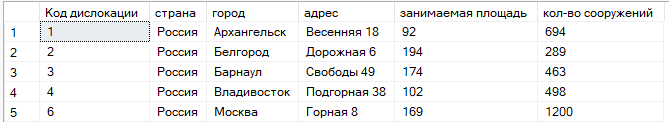 Код дислокации страна город адрес занимаемая площадь кол-во сооружений
1 1 Россия Архангельск Весенняя 18 92 694
2 2 Россия Белгород Дорожная 6 194 289
3 3 Россия Барнаул Свободы 49 174 463
4 4 Россия Владивосток Подгорная 38 102 498
5 6 Россия Москва Горная 8 169 1200